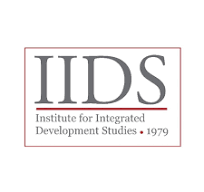 IIDS
Institute for Integrated
Development Studies • 1979